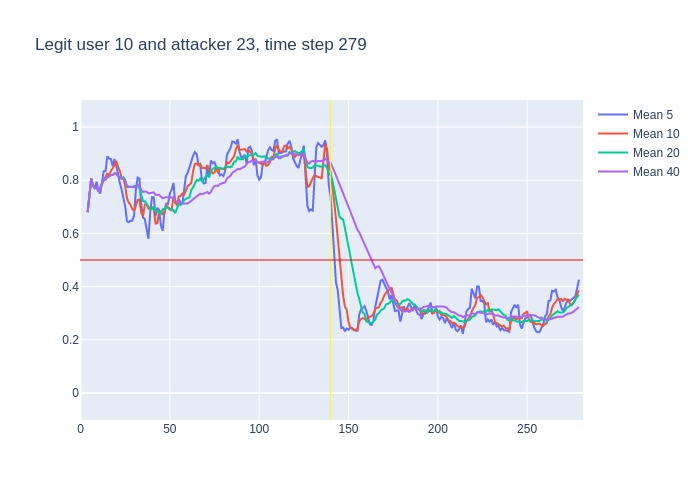 Legit user 10 and attacker 23, time step 279
Mean 5
Mean 10
Mean 20
Mean 40
1
0.8
0.6
0.4
0.2
0
0 50 100 150 200 250